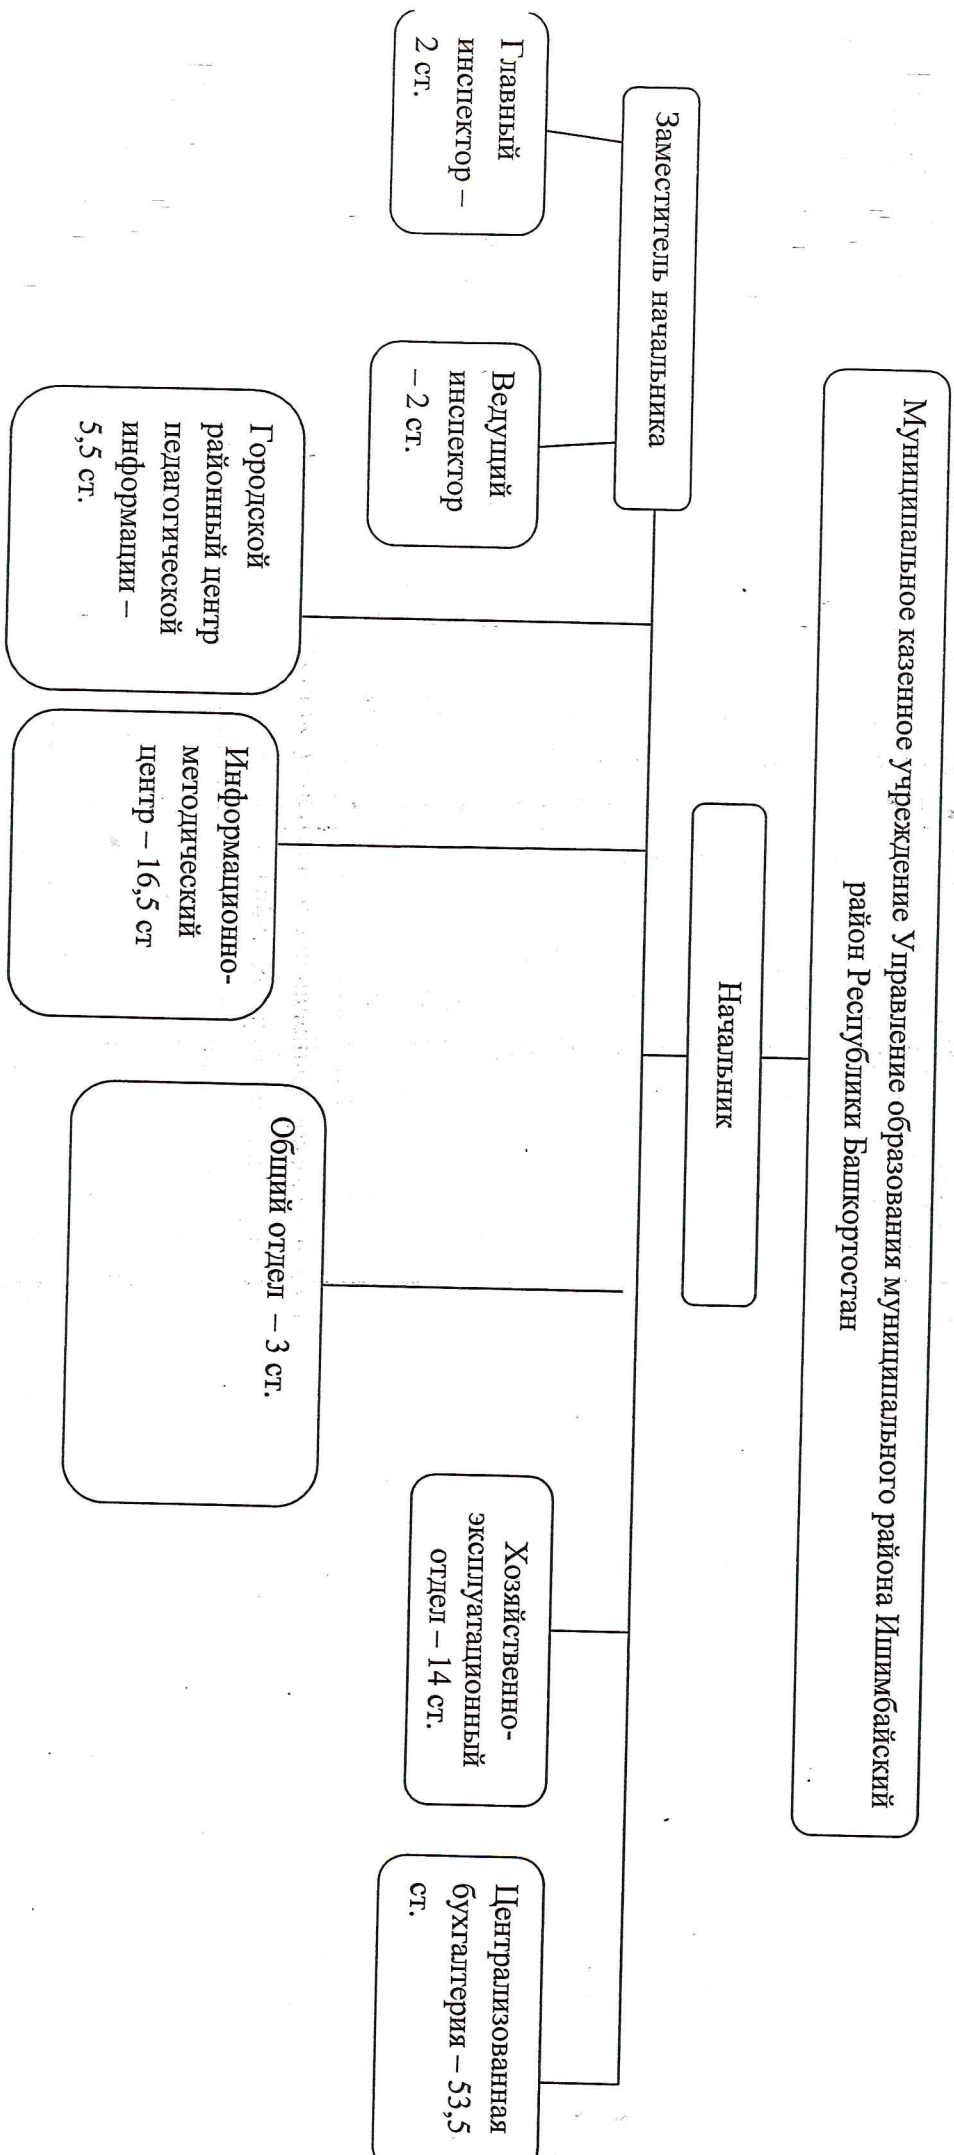 Муниципальное казенное учреждение Управление образования муниципального района Ишимбайский
район Республики Башкортостан
Начальник
Заместитель начальника
Главный
инспектор –
2 ст.
Ведущий
инспектор
– 2 ст.
Городской
районный центр
педагогической
информации –
5,5 ст.
Информационно-
методический
центр – 16,5 ст
Общий отдел – 3 ст.
Хозяйственно-
эксплуатационный
отдел – 14 ст.
Централизованная
бухгалтерия – 53,5
ст.